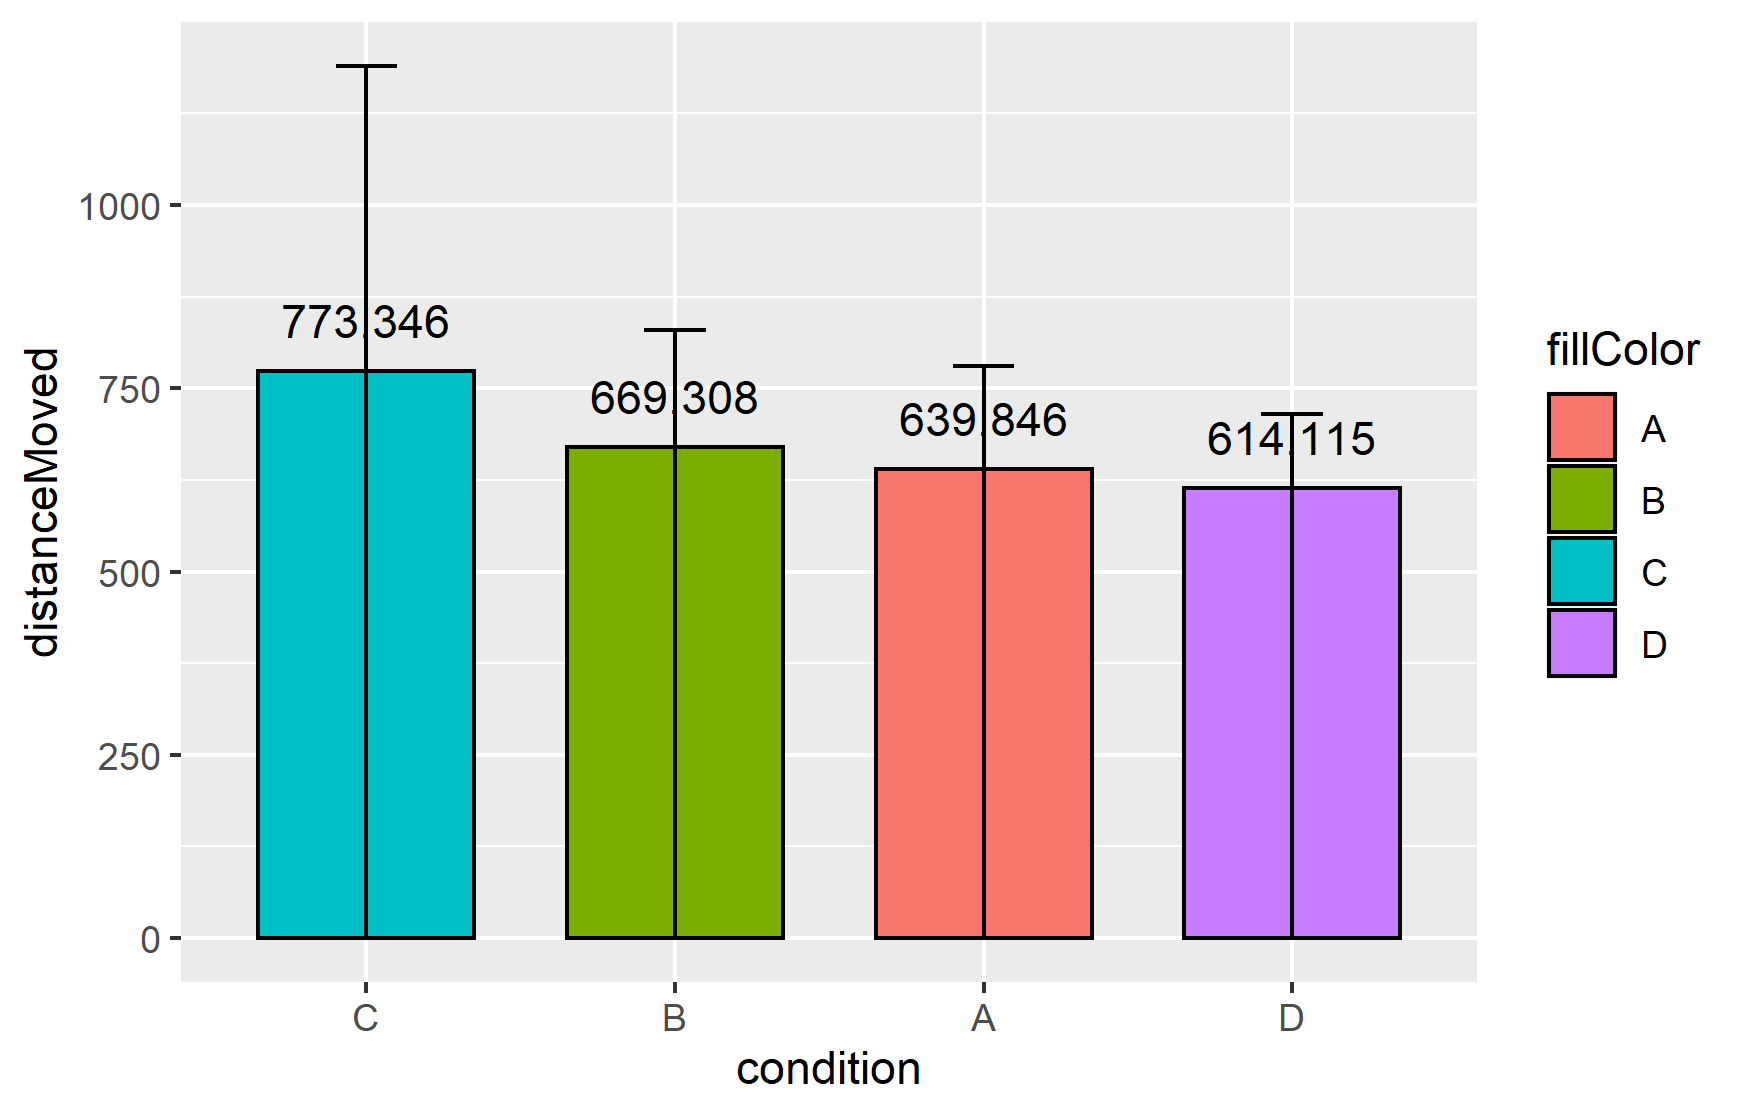 distanceMoved
1000
750
500
250
0
773.346
669.308
639.846
614.115
C
B
A
D
condition
fillColor
A
B
C
D